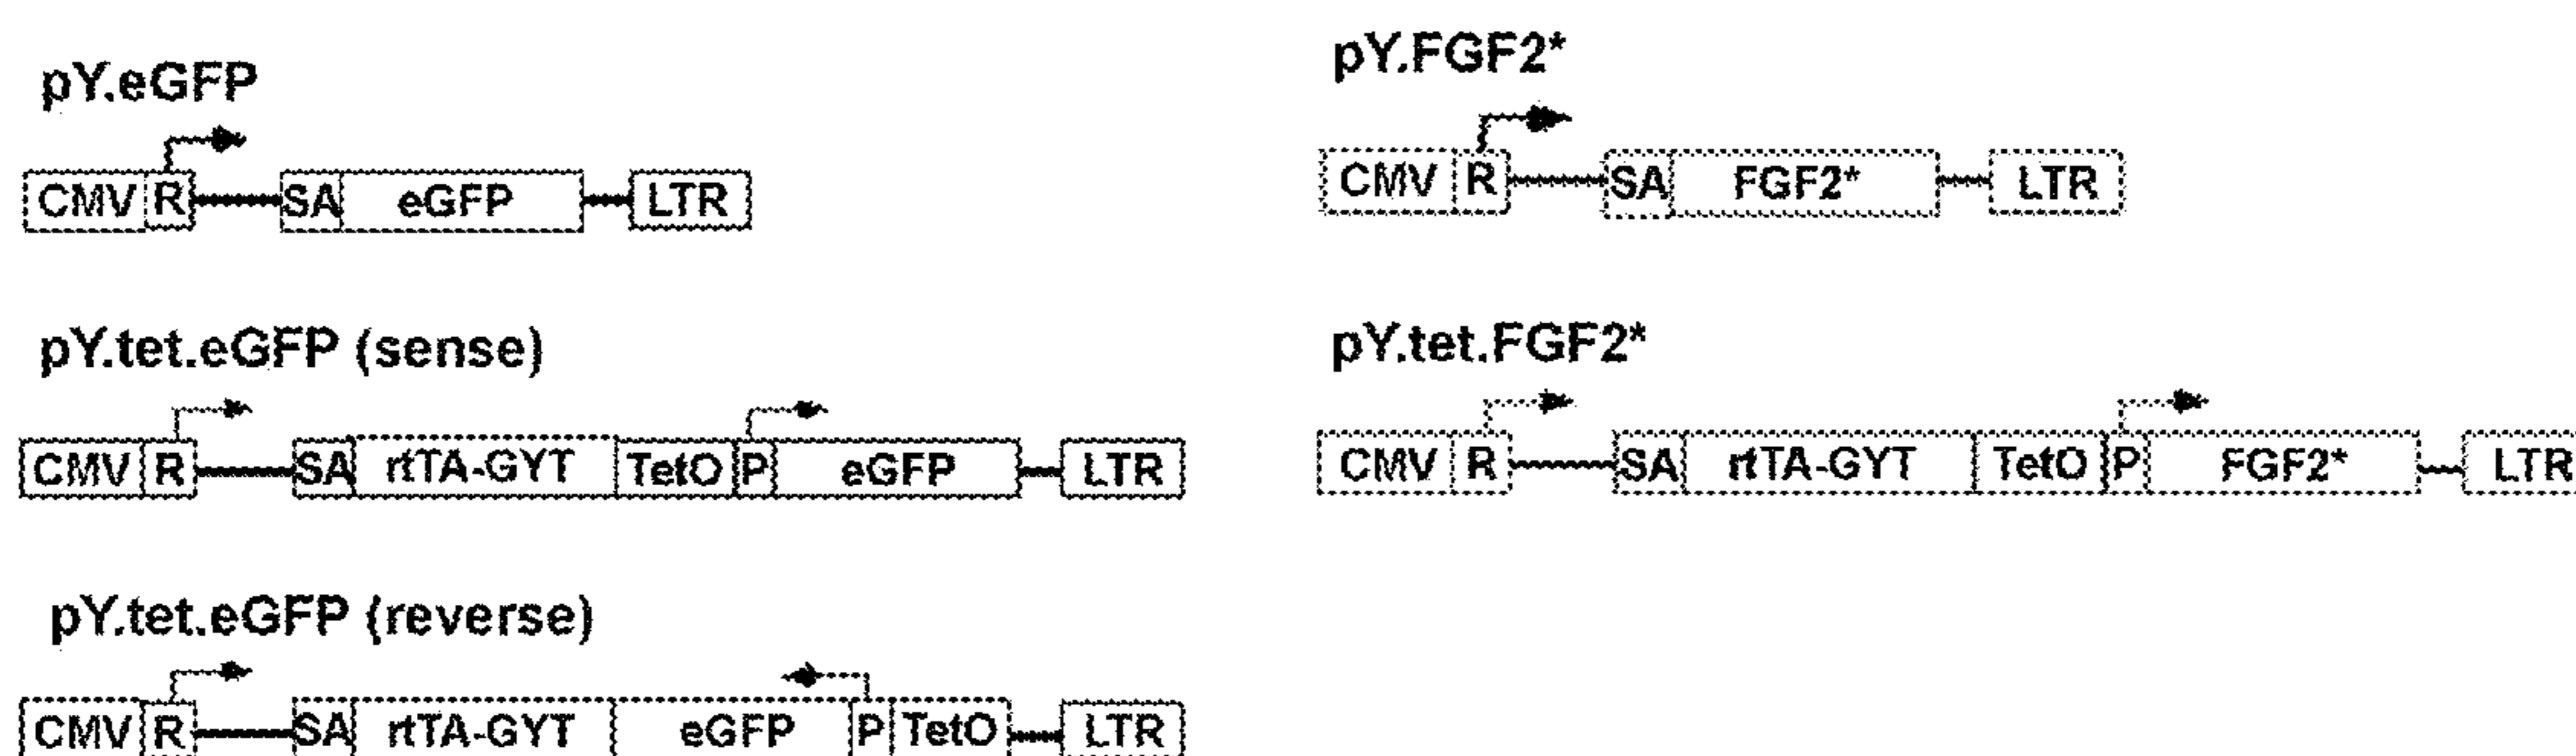 pY.eGFP
CMV R SA eGFP LTR
pY.tet.eGFP (sense)
CMV R SA rtTA-GYT TetO P eGFP LTR
pY.tet.eGFP (reverse)
CMV R SA rtTA-GYT eGFP P TetO LTR
pY.FGF2*
CMV R SA FGF2* LTR
pY.tet.FGF2*
CMV R SA rtTA-GYT TetO P FGF2* LTR